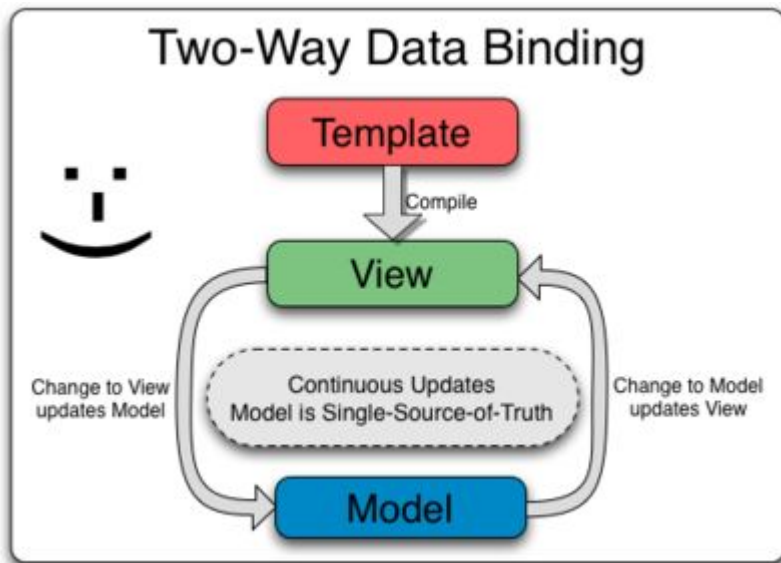 Two-Way Data Binding
Template
Compile
View
Change to View
updates Model
Continuous Updates
Model is Single-Source-of-Truth
Change to Model
updates View
Model